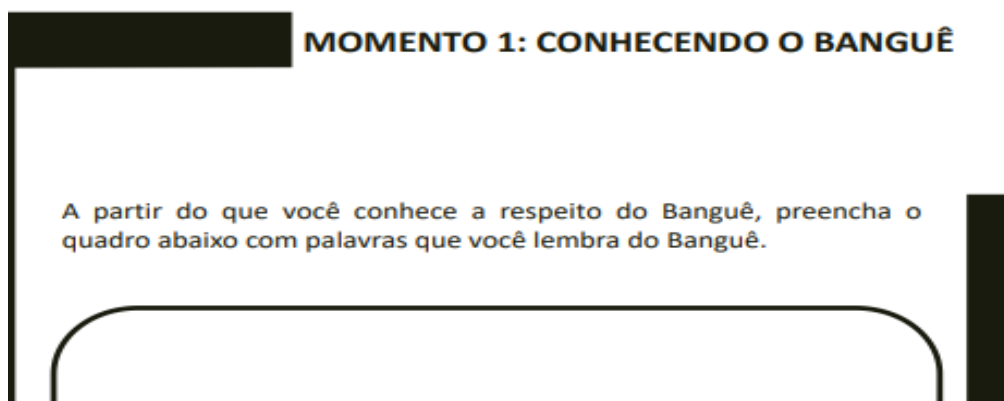 MOMENTO 1: CONHECENDO O BANGUÊ
A partir do que você conhece a respeito do Banguê, preencha o
quadro abaixo com palavras que você lembra do Banguê.